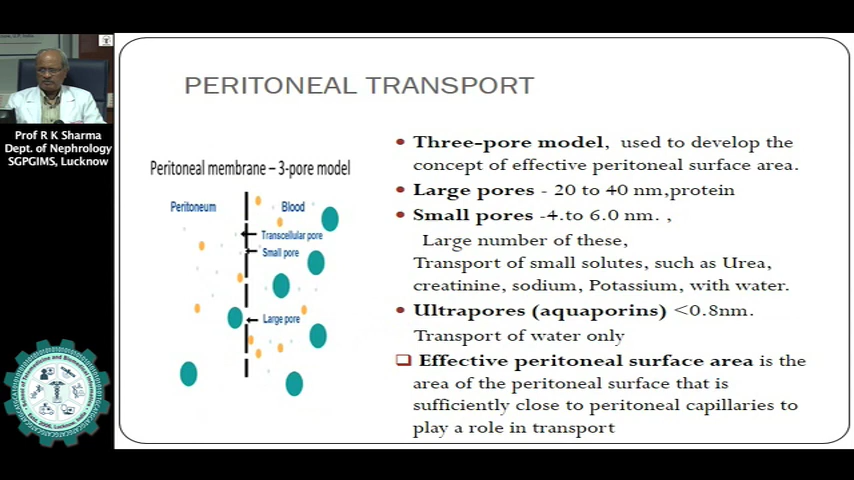 PERITONEAL TRANSPORT
Prof R K Sharma
Dept. of Nephrology
SGPGIMS, Lucknow
Peritoneal membrane – 3-pore model
Peritoneum
Blood
Transcellular pore
Small pore
Large pore
• Three-pore model, used to develop the
concept of effective peritoneal surface area.
• Large pores - 20 to 40 nm,protein
• Small pores -4.to 6.0 nm. ,
Large number of these,
Transport of small solutes, such as Urea,
creatinine, sodium, Potassium, with water.
• Ultrapores (aquaporins) <0.8nm.
Transport of water only
❑ Effective peritoneal surface area is the
area of the peritoneal surface that is
sufficiently close to peritoneal capillaries to
play a role in transport